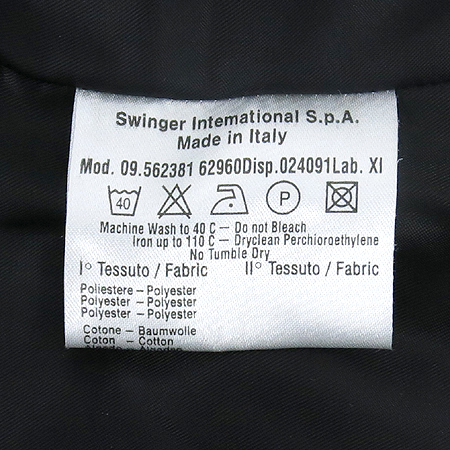 Swinger International S.p.A.
Made in Italy
Mod. 09.562381 62960Disp.024091Lab. XI
40 P
Machine Wash to 40 C – Do not Bleach
Iron up to 110 C – Dryclean Perchloroethylene
No Tumble Dry
I° Tessuto / Fabric II° Tessuto / Fabric
Poliestere – Polyester
Polyester – Polyester
Polyester – Polyester
Cotone – Baumwolle
Coton – Cotton